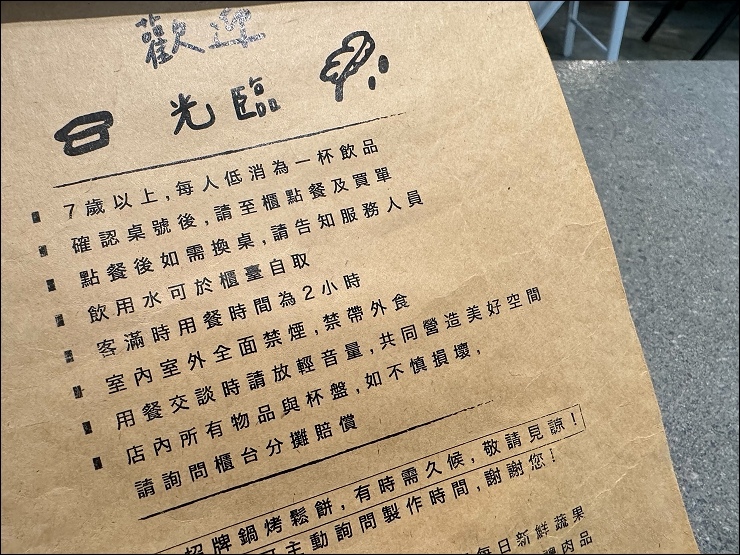 歡迎
光臨
7歲以上,每人低消為一杯飲品
確認桌號後,請至櫃點餐及買單
點餐後如需換桌,請告知服務人員
飲用水可於櫃臺自取
客滿時用餐時間為2小時
室內室外全面禁煙,禁帶外食
用餐交談時請放輕音量,共同營造美好空間
店內所有物品與杯盤,如不慎損壞,
請詢問櫃台分攤賠償
招牌鍋烤鬆餅,有時需久候,敬請見諒!
主動詢問製作時間,謝謝您!
每日新鮮蔬果
肉品